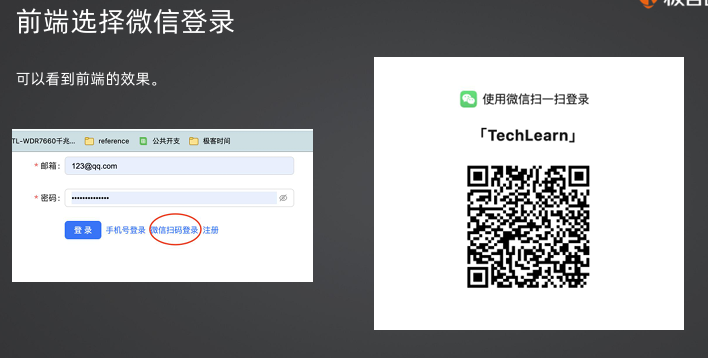 前端选择微信登录
可以看到前端的效果。
TL-WDR7660千兆... reference 公共开支 极客时间
* 邮箱： 123@qq.com
* 密码： ••••••••••••••
登 录 手机号登录 微信扫码登录 注册
使用微信扫一扫登录
「TechLearn」